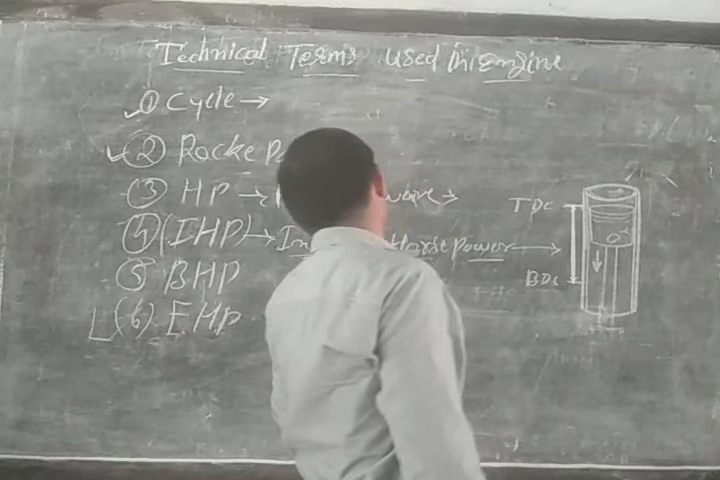 Technical Terms used in engine
① Cycle →
② Rocke P
③ HP →
④ (IHP) → In Horse power →
⑤ BHP
(6) EHP
TDC
BDC